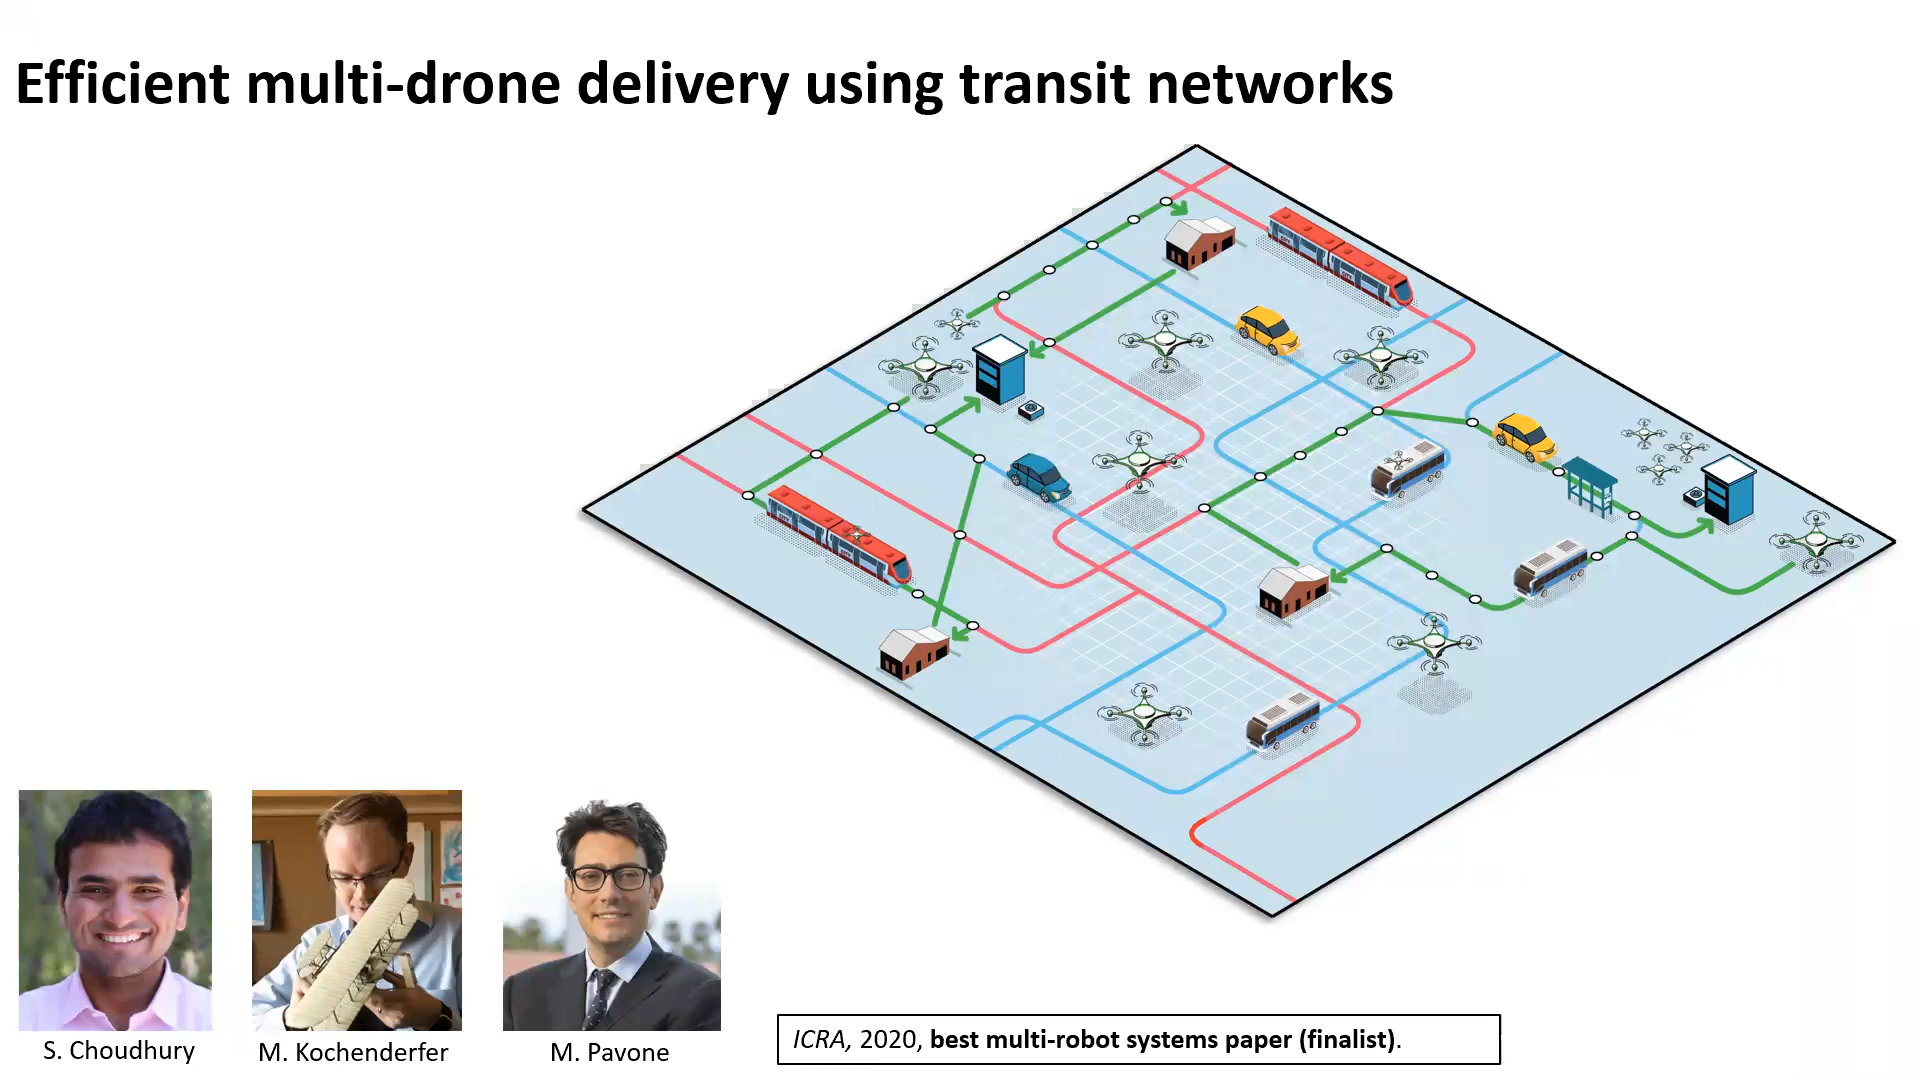 Efficient multi-drone delivery using transit networks
S. Choudhury
M. Kochenderfer
M. Pavone
ICRA, 2020, best multi-robot systems paper (finalist).